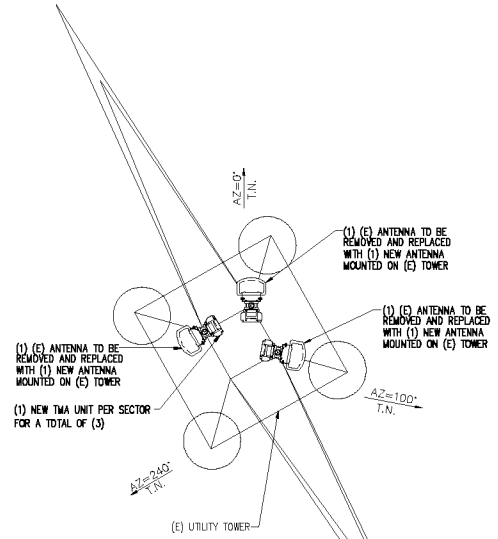 AZ=0°
T.N.
(1) (E) ANTENNA TO BE
REMOVED AND REPLACED
WITH (1) NEW ANTENNA
MOUNTED ON (E) TOWER
(1) (E) ANTENNA TO BE
REMOVED AND REPLACED
WITH (1) NEW ANTENNA
MOUNTED ON (E) TOWER
(1) (E) ANTENNA TO BE
REMOVED AND REPLACED
WITH (1) NEW ANTENNA
MOUNTED ON (E) TOWER
(1) NEW TMA UNIT PER SECTOR
FOR A TOTAL OF (3)
AZ=100°
T.N.
AZ=240°
T.N.
(E) UTILITY TOWER